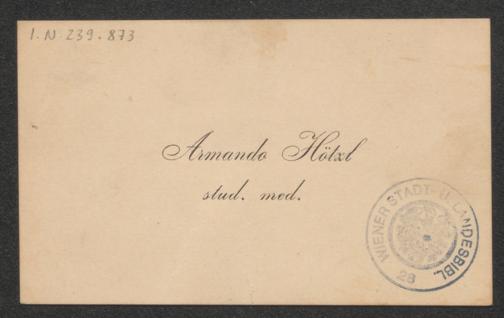 I.N. 239.873
Armando Hötzl
stud. med.
WIENER STADT- U. LANDESBIBL.
28